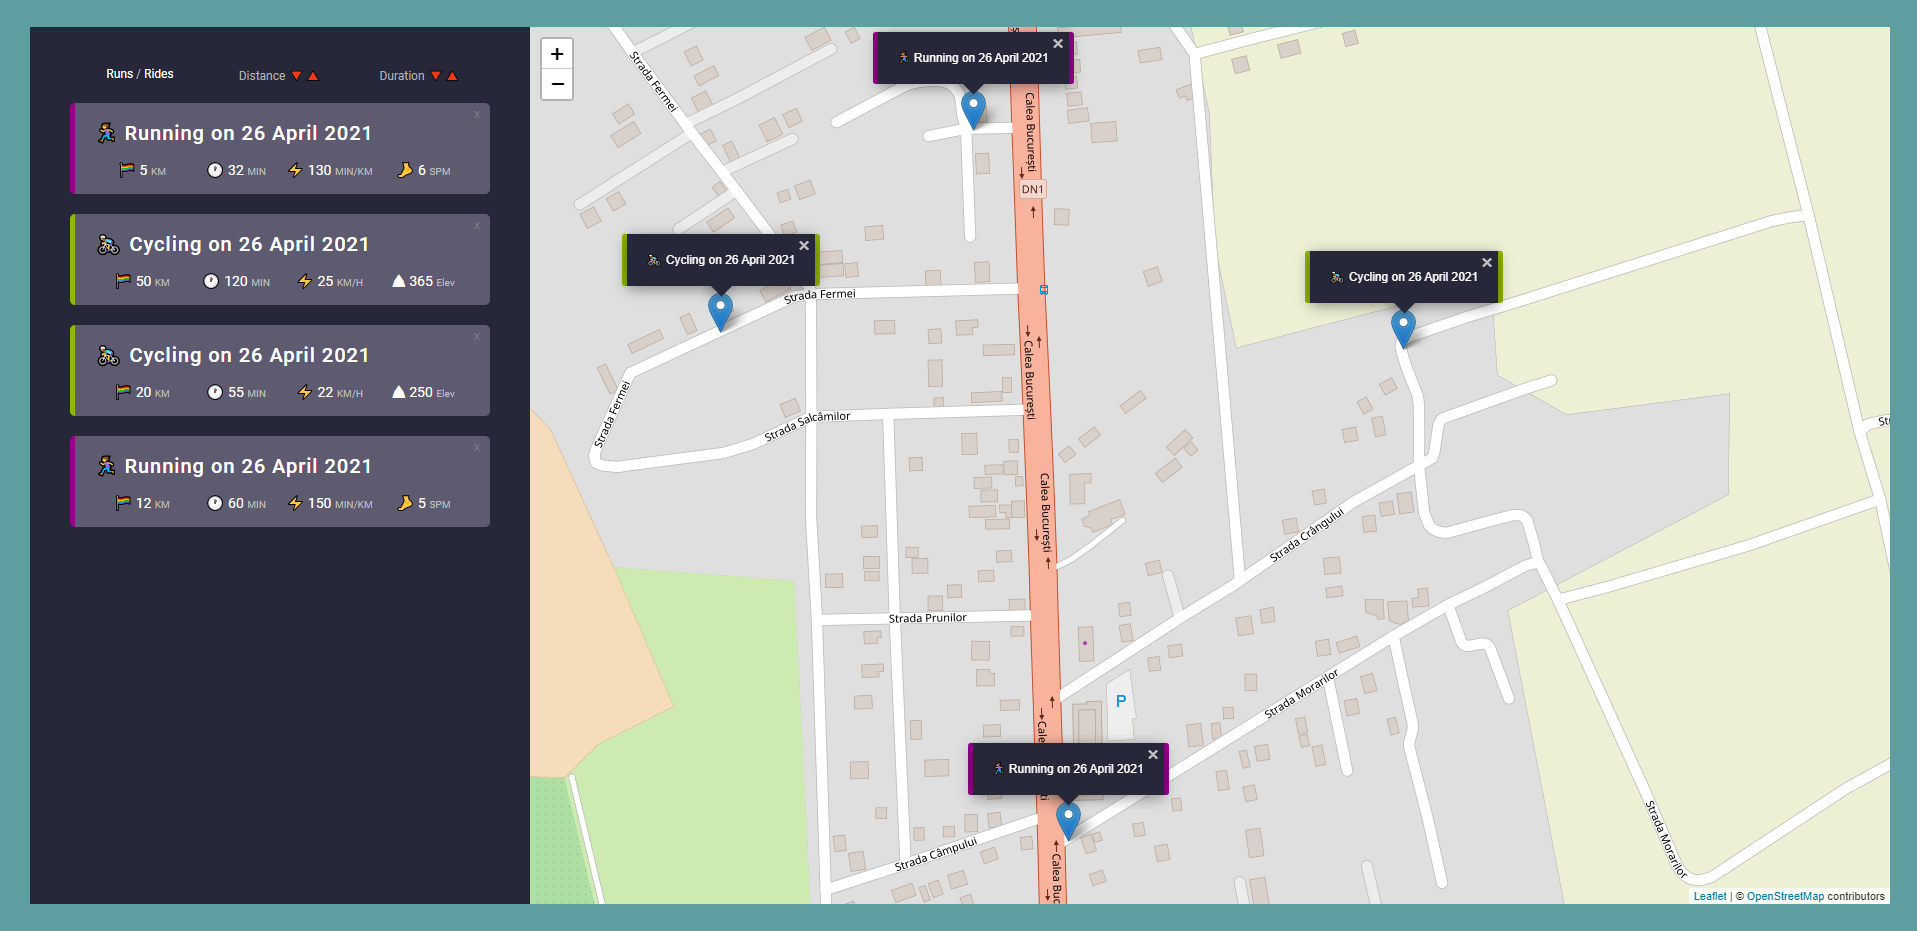 Runs / Rides
Distance
Duration
Running on 26 April 2021
x
5 KM
32 MIN
130 MIN/KM
6 SPM
Cycling on 26 April 2021
x
50 KM
120 MIN
25 KM/H
365 Elev
Cycling on 26 April 2021
x
20 KM
55 MIN
22 KM/H
250 Elev
Running on 26 April 2021
x
12 KM
60 MIN
150 MIN/KM
5 SPM
+
−
Strada Fermei
Running on 26 April 2021
×
Calea București
DN1
Cycling on 26 April 2021
×
Strada Fermei
Cycling on 26 April 2021
×
Calea București
Strada Fermei
Strada Salcâmilor
Str
Calea București
Strada Crângului
Strada Prunilor
Strada Morarilor
P
Calea
Running on 26 April 2021
×
Strada Câmpului
Calea Buc
Strada Morarilor
Leaflet | © OpenStreetMap contributors